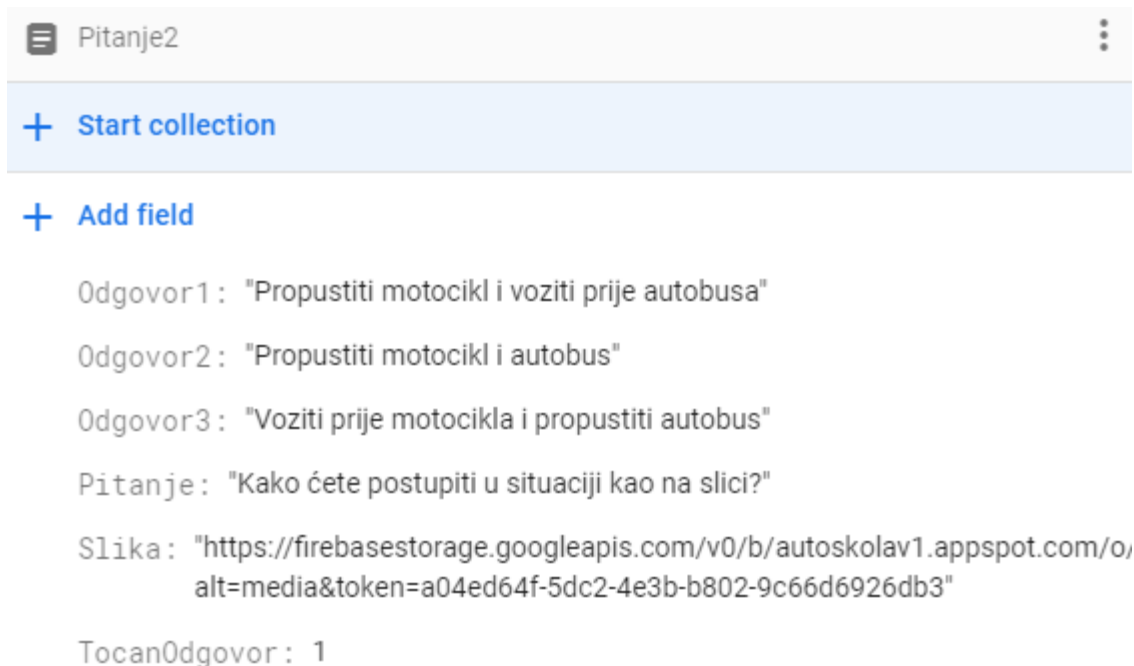 Pitanje2
Start collection
Add field
Odgovor1: "Propustiti motocikl i voziti prije autobusa"
Odgovor2: "Propustiti motocikl i autobus"
Odgovor3: "Voziti prije motocikla i propustiti autobus"
Pitanje: "Kako ćete postupiti u situaciji kao na slici?"
Slika: "https://firebasestorage.googleapis.com/v0/b/autoskolav1.appspot.com/o/
alt=media&token=a04ed64f-5dc2-4e3b-b802-9c66d6926db3"
TocanOdgovor: 1